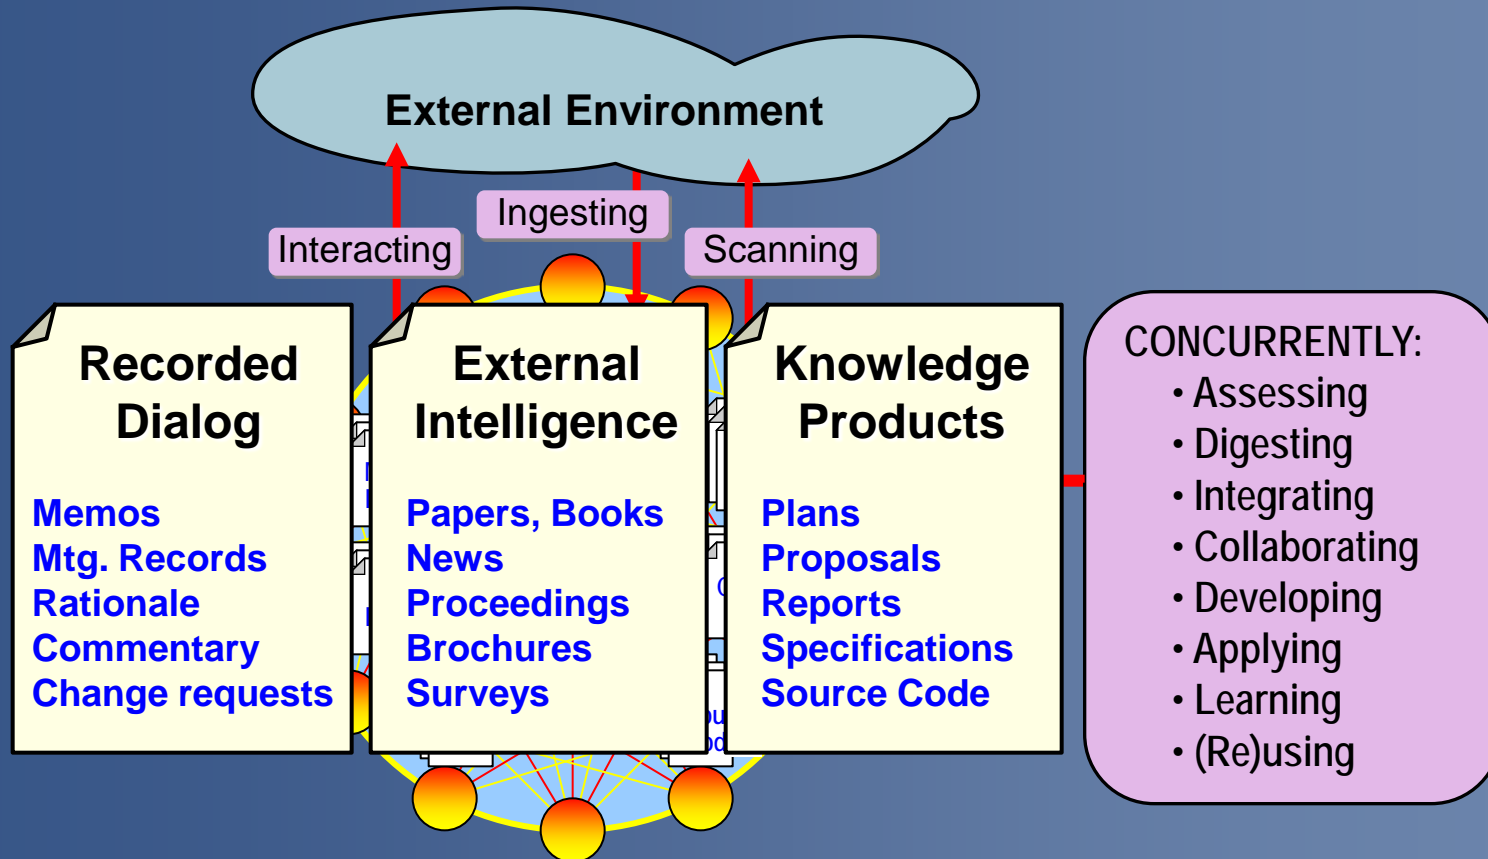 External Environment
Ingesting
Interacting
Scanning
Recorded
Dialog
Memos
Mtg. Records
Rationale
Commentary
Change requests
External
Intelligence
Papers, Books
News
Proceedings
Brochures
Surveys
Knowledge
Products
Plans
Proposals
Reports
Specifications
Source Code
CONCURRENTLY:
• Assessing
• Digesting
• Integrating
• Collaborating
• Developing
• Applying
• Learning
• (Re)using